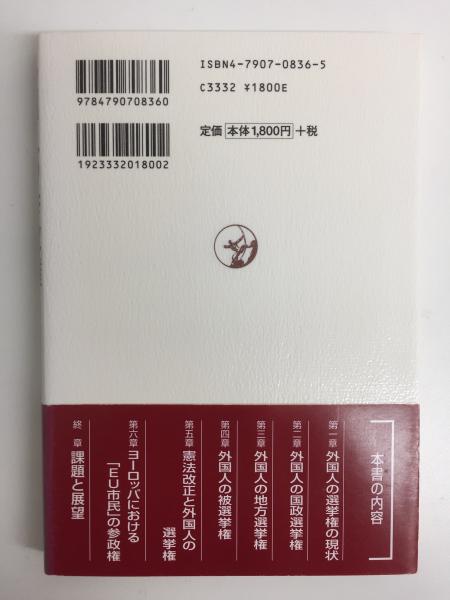 ISBN4-7907-0836-5
C3332 ¥1800E
9784790708360
定価 本体1,800円 +税
1923332018002
本書の内容
第一章 外国人の選挙権の現状
第二章 外国人の国政選挙権
第三章 外国人の地方選挙権
第四章 外国人の被選挙権
第五章 憲法改正と外国人の
選挙権
第六章 ヨーロッパにおける
「EU市民」の参政権
終 章 課題と展望